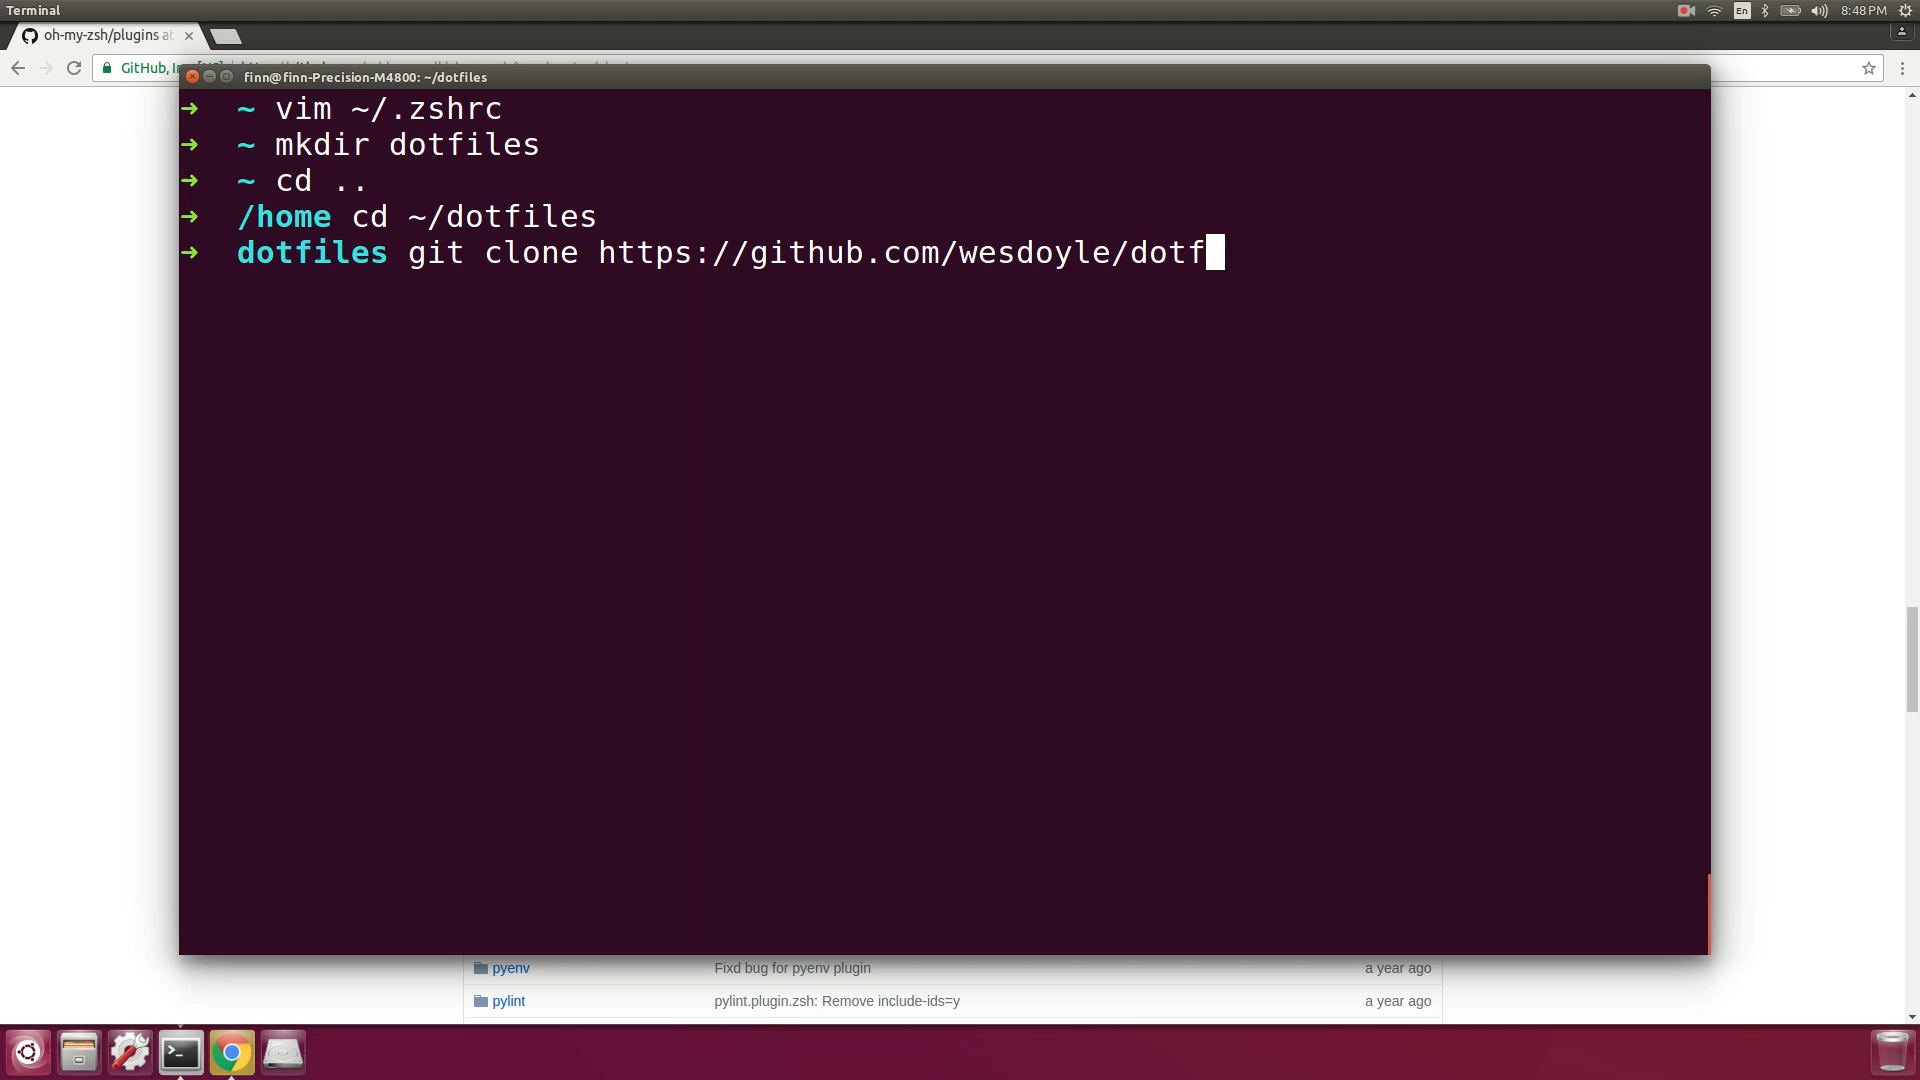 Terminal
En
8:48 PM
oh-my-zsh/plugins at
GitHub, In
finn@finn-Precision-M4800: ~/dotfiles
➜ ~ vim ~/.zshrc
➜ ~ mkdir dotfiles
➜ ~ cd ..
➜ /home cd ~/dotfiles
➜ dotfiles git clone https://github.com/wesdoyle/dotf
pyenv Fixd bug for pyenv plugin a year ago
pylint pylint.plugin.zsh: Remove include-ids=y a year ago